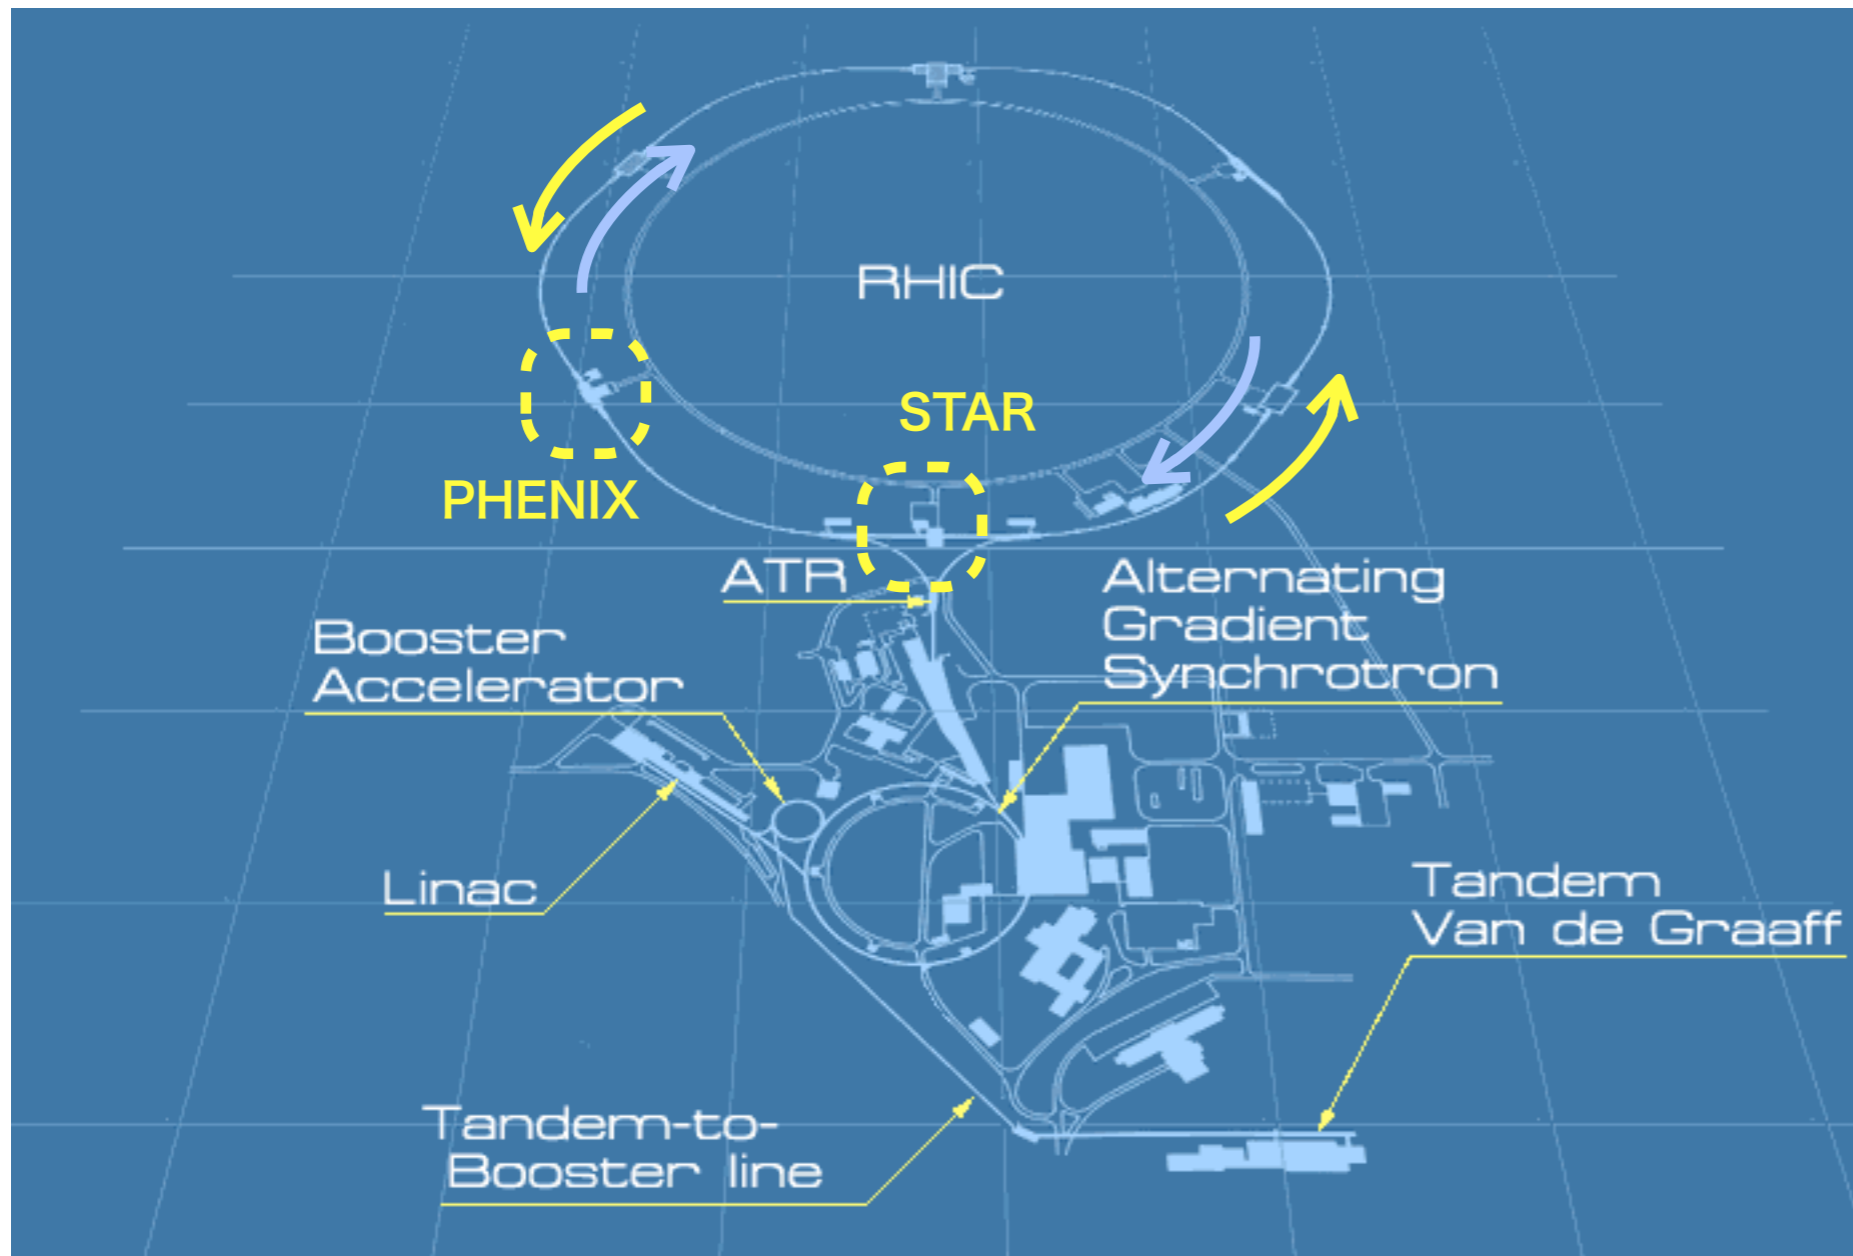 RHIC
STAR
PHENIX
ATR
Alternating
Gradient
Synchrotron
Booster
Accelerator
Linac
Tandem
Van de Graaff
Tandem-to-
Booster line